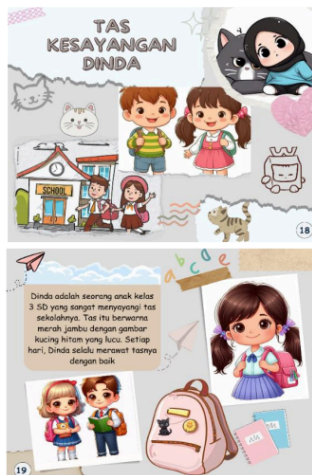 TAS
KESAYANGAN
DINDA
SCHOOL
18
a b c d e
Dinda adalah seorang anak kelas
3 SD yang sangat menyayangi tas
sekolahnya. Tas itu berwarna
merah jambu dengan gambar
kucing hitam yang lucu. Setiap
hari, Dinda selalu merawat tasnya
dengan baik
19